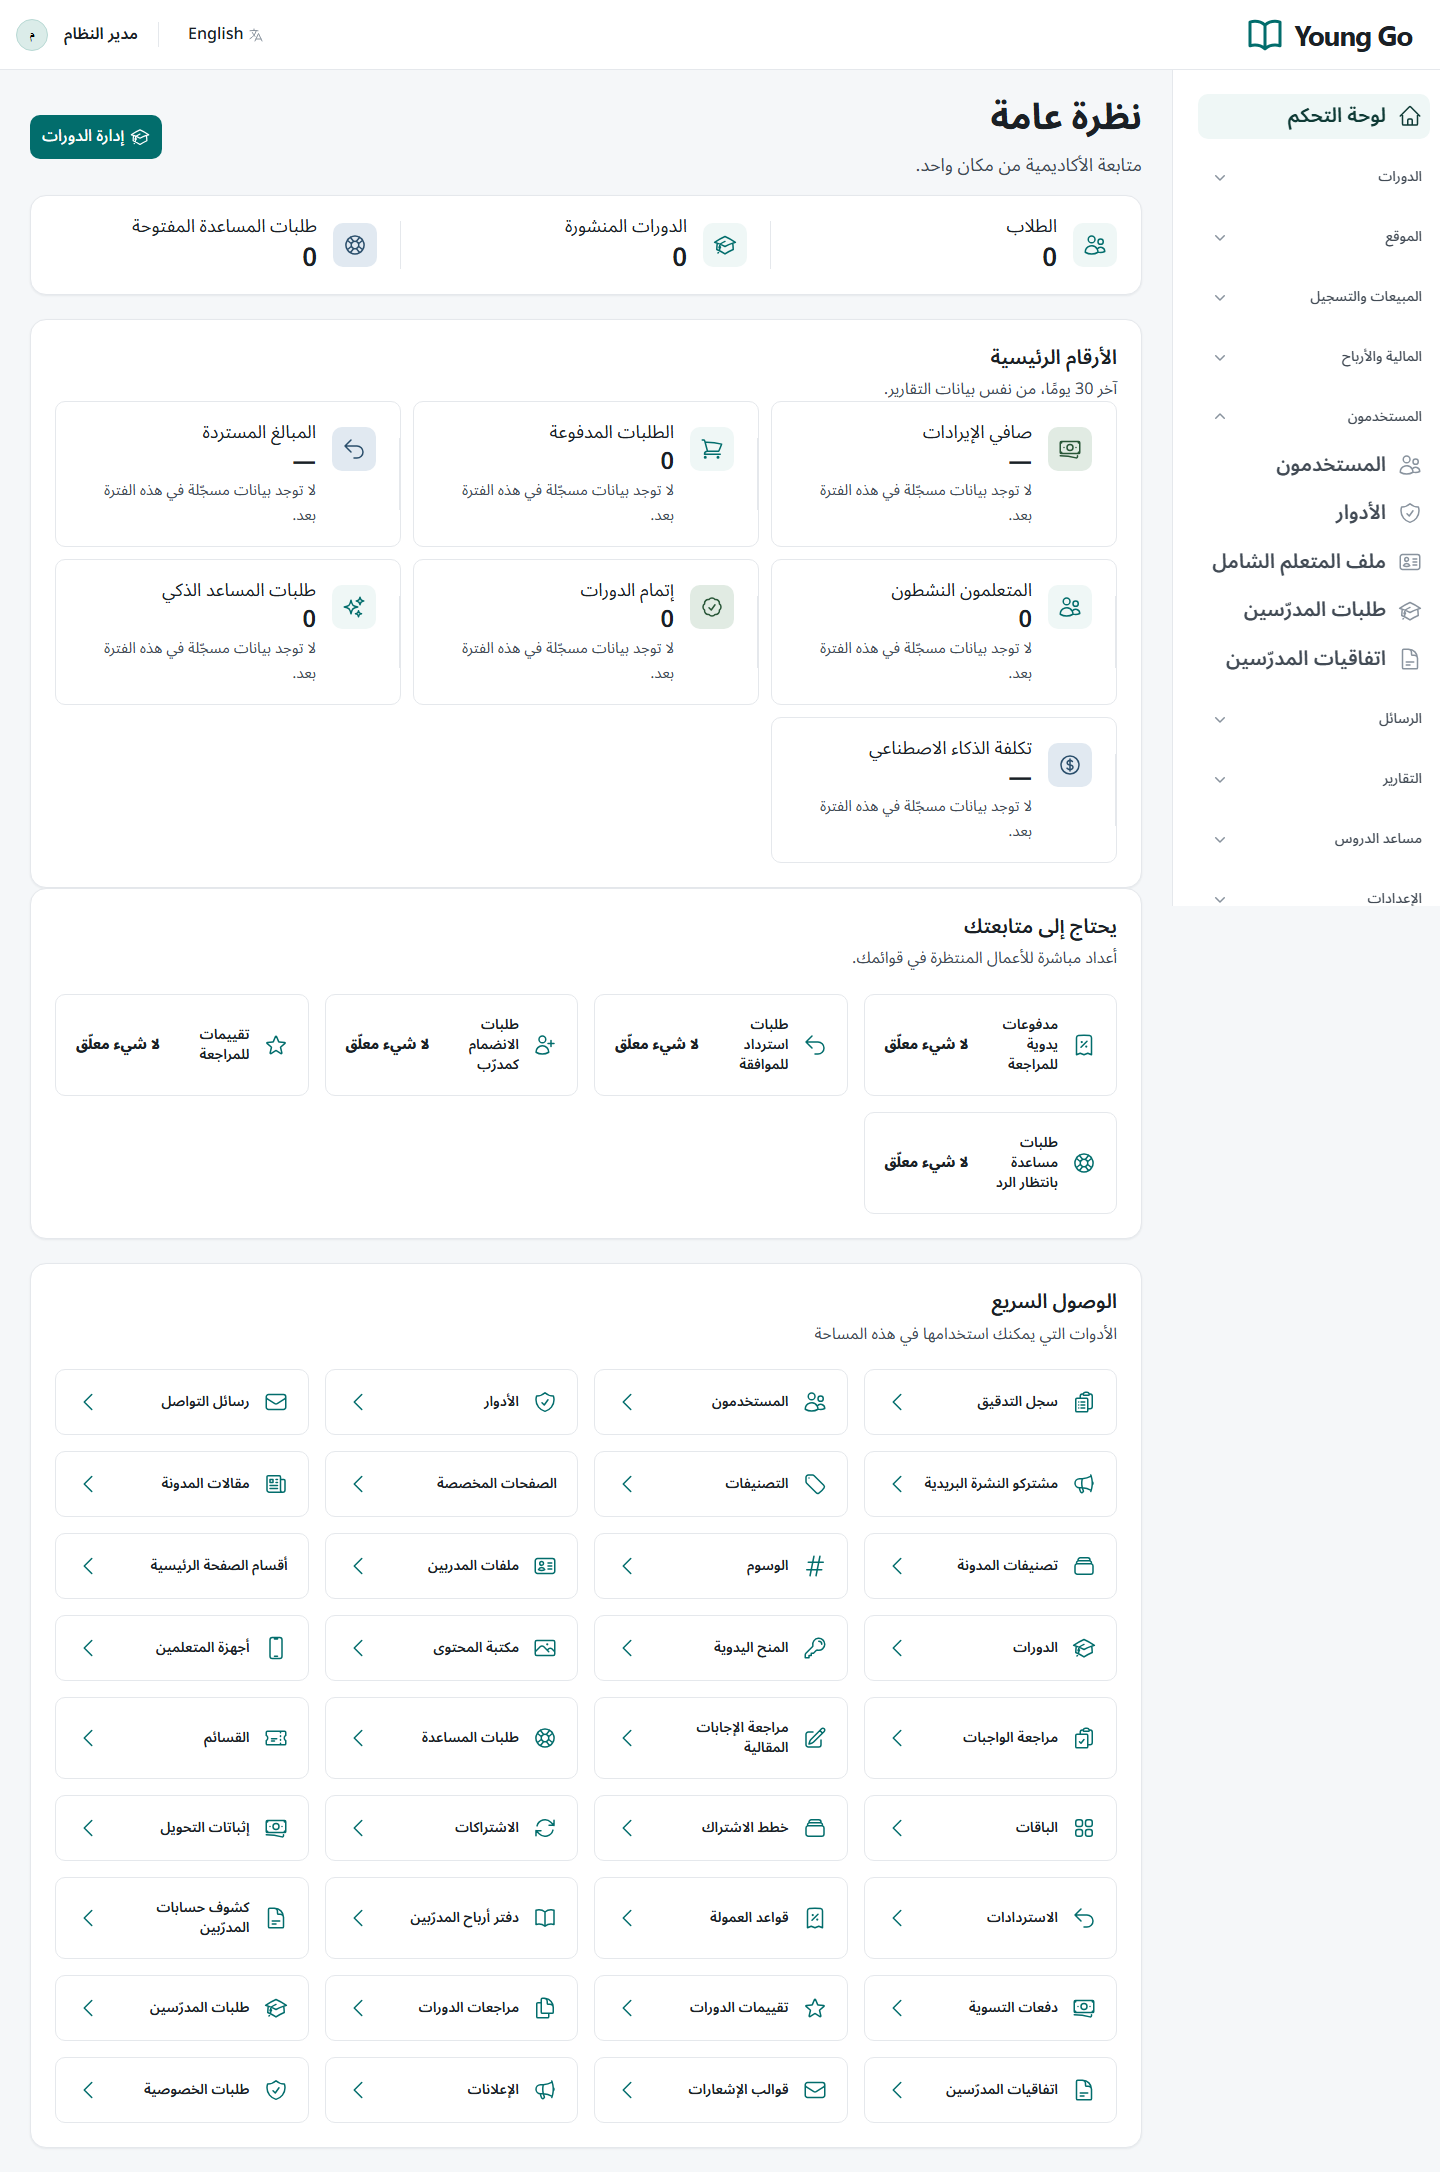 Young Go
English
مدير النظام
م
لوحة التحكم
الدورات
الموقع
المبيعات والتسجيل
المالية والأرباح
المستخدمون
المستخدمون
الأدوار
ملف المتعلم الشامل
طلبات المدرّسين
اتفاقيات المدرّسين
الرسائل
التقارير
مساعد الدروس
الإعدادات
نظرة عامة
متابعة الأكاديمية من مكان واحد.
إدارة الدورات
الطلاب
0
الدورات المنشورة
0
طلبات المساعدة المفتوحة
0
الأرقام الرئيسية
آخر 30 يومًا، من نفس بيانات التقارير.
صافي الإيرادات
—
لا توجد بيانات مسجّلة في هذه الفترة
بعد.
الطلبات المدفوعة
0
لا توجد بيانات مسجّلة في هذه الفترة
بعد.
المبالغ المستردة
—
لا توجد بيانات مسجّلة في هذه الفترة
بعد.
المتعلمون النشطون
0
لا توجد بيانات مسجّلة في هذه الفترة
بعد.
إتمام الدورات
0
لا توجد بيانات مسجّلة في هذه الفترة
بعد.
طلبات المساعد الذكي
0
لا توجد بيانات مسجّلة في هذه الفترة
بعد.
تكلفة الذكاء الاصطناعي
—
لا توجد بيانات مسجّلة في هذه الفترة
بعد.
يحتاج إلى متابعتك
أعداد مباشرة للأعمال المنتظرة في قوائمك.
مدفوعات
يدوية
للمراجعة
لا شيء معلّق
طلبات
استرداد
للموافقة
لا شيء معلّق
طلبات
الانضمام
كمدرّب
لا شيء معلّق
تقييمات
للمراجعة
لا شيء معلّق
طلبات
مساعدة
بانتظار الرد
لا شيء معلّق
الوصول السريع
الأدوات التي يمكنك استخدامها في هذه المساحة
سجل التدقيق
المستخدمون
الأدوار
رسائل التواصل
مشتركو النشرة البريدية
التصنيفات
الصفحات المخصصة
مقالات المدونة
تصنيفات المدونة
الوسوم
ملفات المدربين
أقسام الصفحة الرئيسية
الدورات
المنح اليدوية
مكتبة المحتوى
أجهزة المتعلمين
مراجعة الواجبات
مراجعة الإجابات
المقالية
طلبات المساعدة
القسائم
الباقات
خطط الاشتراك
الاشتراكات
إثباتات التحويل
الاستردادات
قواعد العمولة
دفتر أرباح المدرّبين
كشوف حسابات
المدرّبين
دفعات التسوية
تقييمات الدورات
مراجعات الدورات
طلبات المدرّسين
اتفاقيات المدرّسين
قوالب الإشعارات
الإعلانات
طلبات الخصوصية